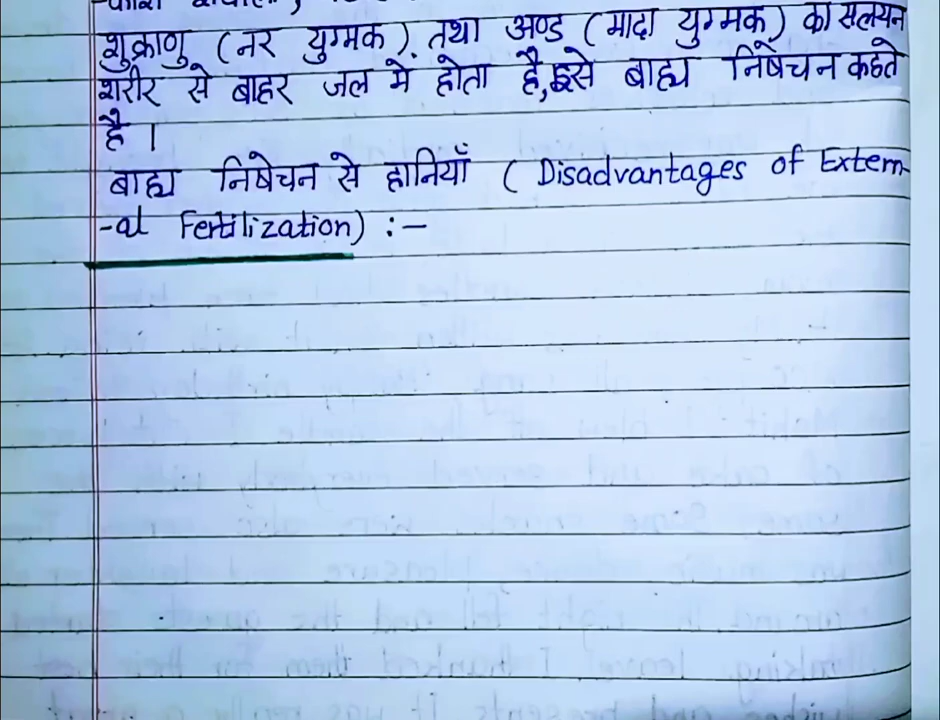 शुक्राणु (नर युग्मक) तथा अण्ड (मादा युग्मक) का संलयन
शरीर से बाहर जल में होता है, इसे बाह्य निषेचन कहते
है ।
बाह्य निषेचन से हानियाँ ( Disadvantages of Extern-
-al Fertilization) :-